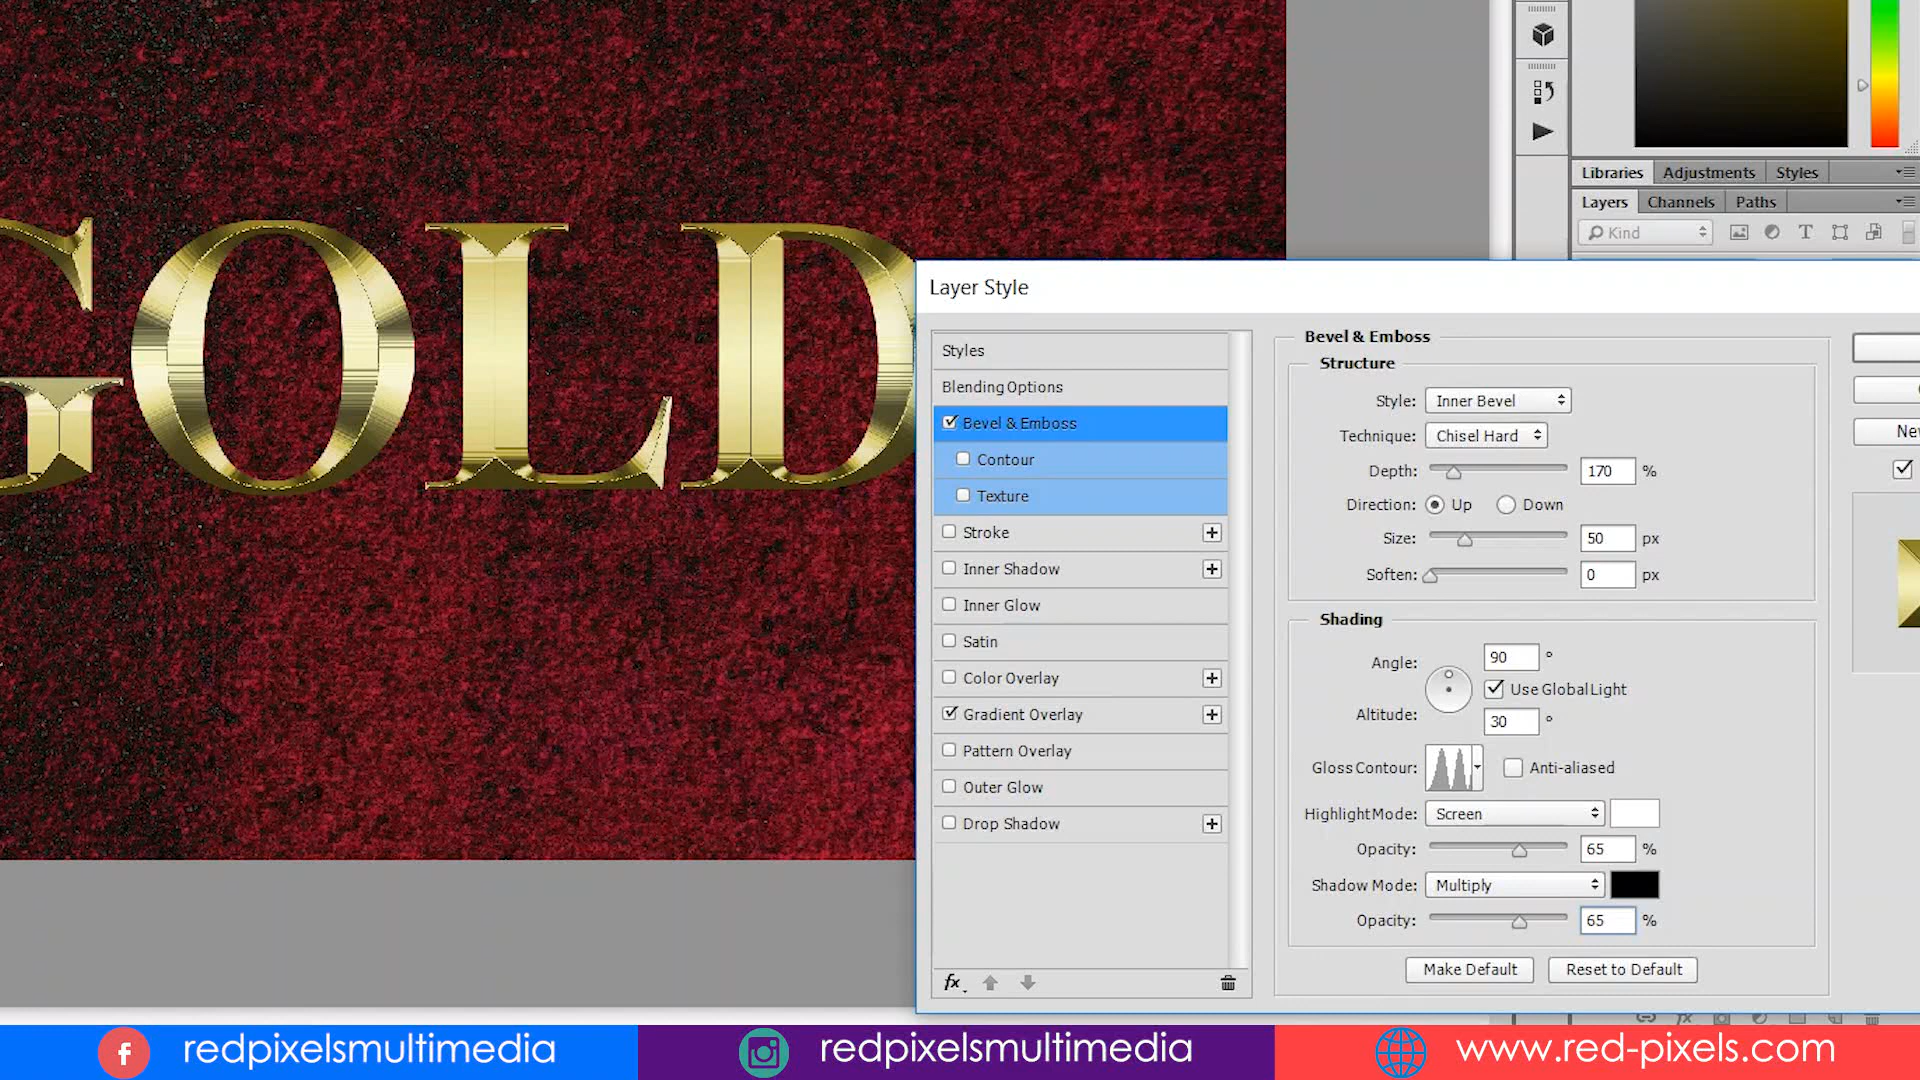 GOLD
Libraries Adjustments Styles
Layers Channels Paths
Kind
Layer Style
Styles
Blending Options
Bevel & Emboss
Contour
Texture
Stroke
Inner Shadow
Inner Glow
Satin
Color Overlay
Gradient Overlay
Pattern Overlay
Outer Glow
Drop Shadow
fx
Bevel & Emboss
Structure
Style: Inner Bevel
Technique: Chisel Hard
Depth: 170 %
Direction: Up Down
Size: 50 px
Soften: 0 px
Shading
Angle: 90 °
Use Global Light
Altitude: 30 °
Gloss Contour: Anti-aliased
Highlight Mode: Screen
Opacity: 65 %
Shadow Mode: Multiply
Opacity: 65 %
Make Default Reset to Default
redpixelsmultimedia redpixelsmultimedia www.red-pixels.com